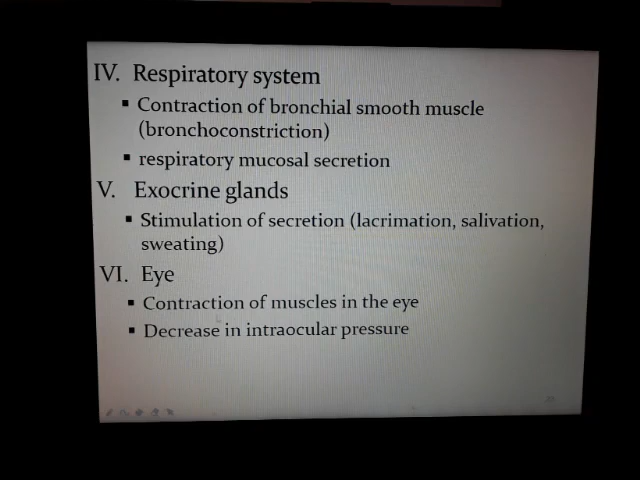 IV. Respiratory system
▪ Contraction of bronchial smooth muscle
(bronchoconstriction)
▪ respiratory mucosal secretion
V. Exocrine glands
▪ Stimulation of secretion (lacrimation, salivation,
sweating)
VI. Eye
▪ Contraction of muscles in the eye
▪ Decrease in intraocular pressure